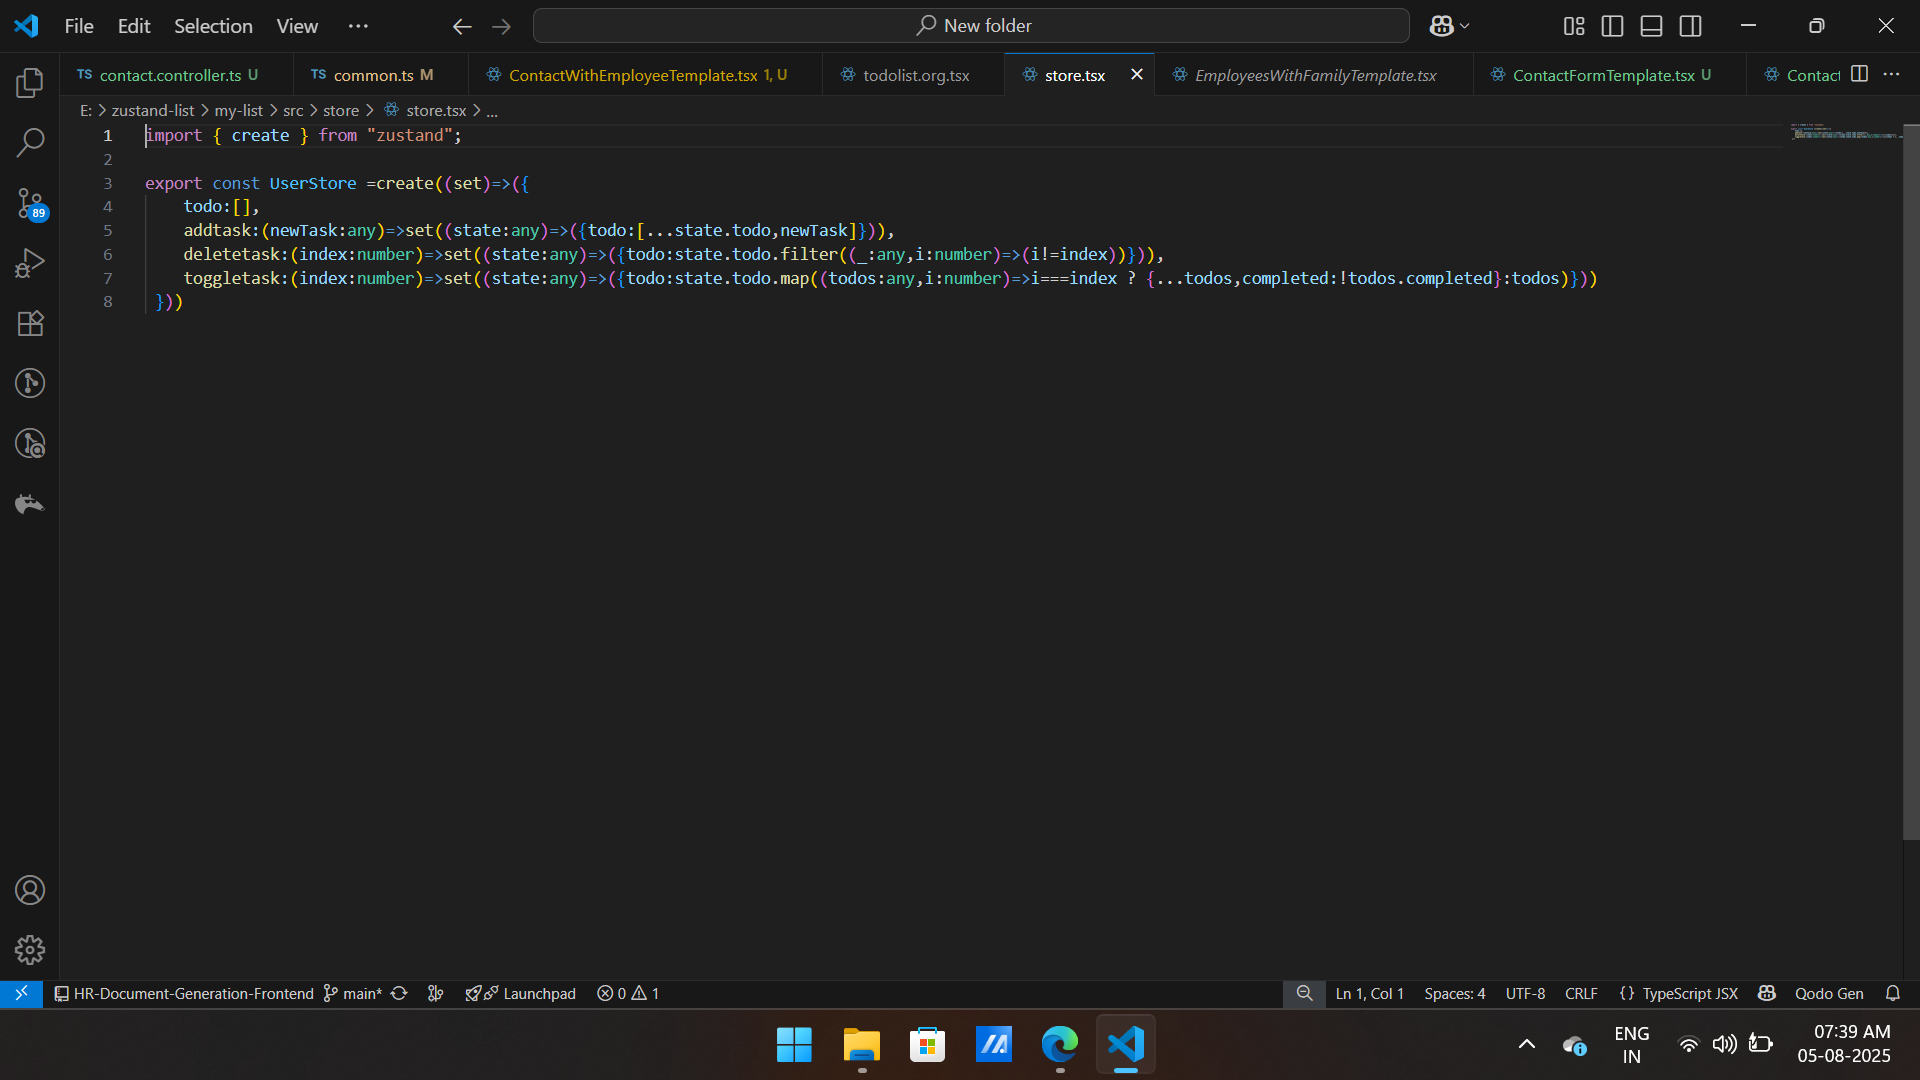 File Edit Selection View ··· New folder
TS contact.controller.ts U TS common.ts M ContactWithEmployeeTemplate.tsx 1, U todolist.org.tsx store.tsx EmployeesWithFamilyTemplate.tsx ContactFormTemplate.tsx U Contact ···
E: > zustand-list > my-list > src > store > store.tsx > ...
1 import { create } from "zustand";
2
3 export const UserStore =create((set)=>({
4 todo:[],
5 addtask:(newTask:any)=>set((state:any)=>({todo:[...state.todo,newTask]})),
6 deletetask:(index:number)=>set((state:any)=>({todo:state.todo.filter((_:any,i:number)=>(i!=index))})),
7 toggletask:(index:number)=>set((state:any)=>({todo:state.todo.map((todos:any,i:number)=>i===index ? {...todos,completed:!todos.completed}:todos)}))
8 }))
89
HR-Document-Generation-Frontend main* Launchpad 0 1 Ln 1, Col 1 Spaces: 4 UTF-8 CRLF {} TypeScript JSX Qodo Gen
ENG
IN
07:39 AM
05-08-2025